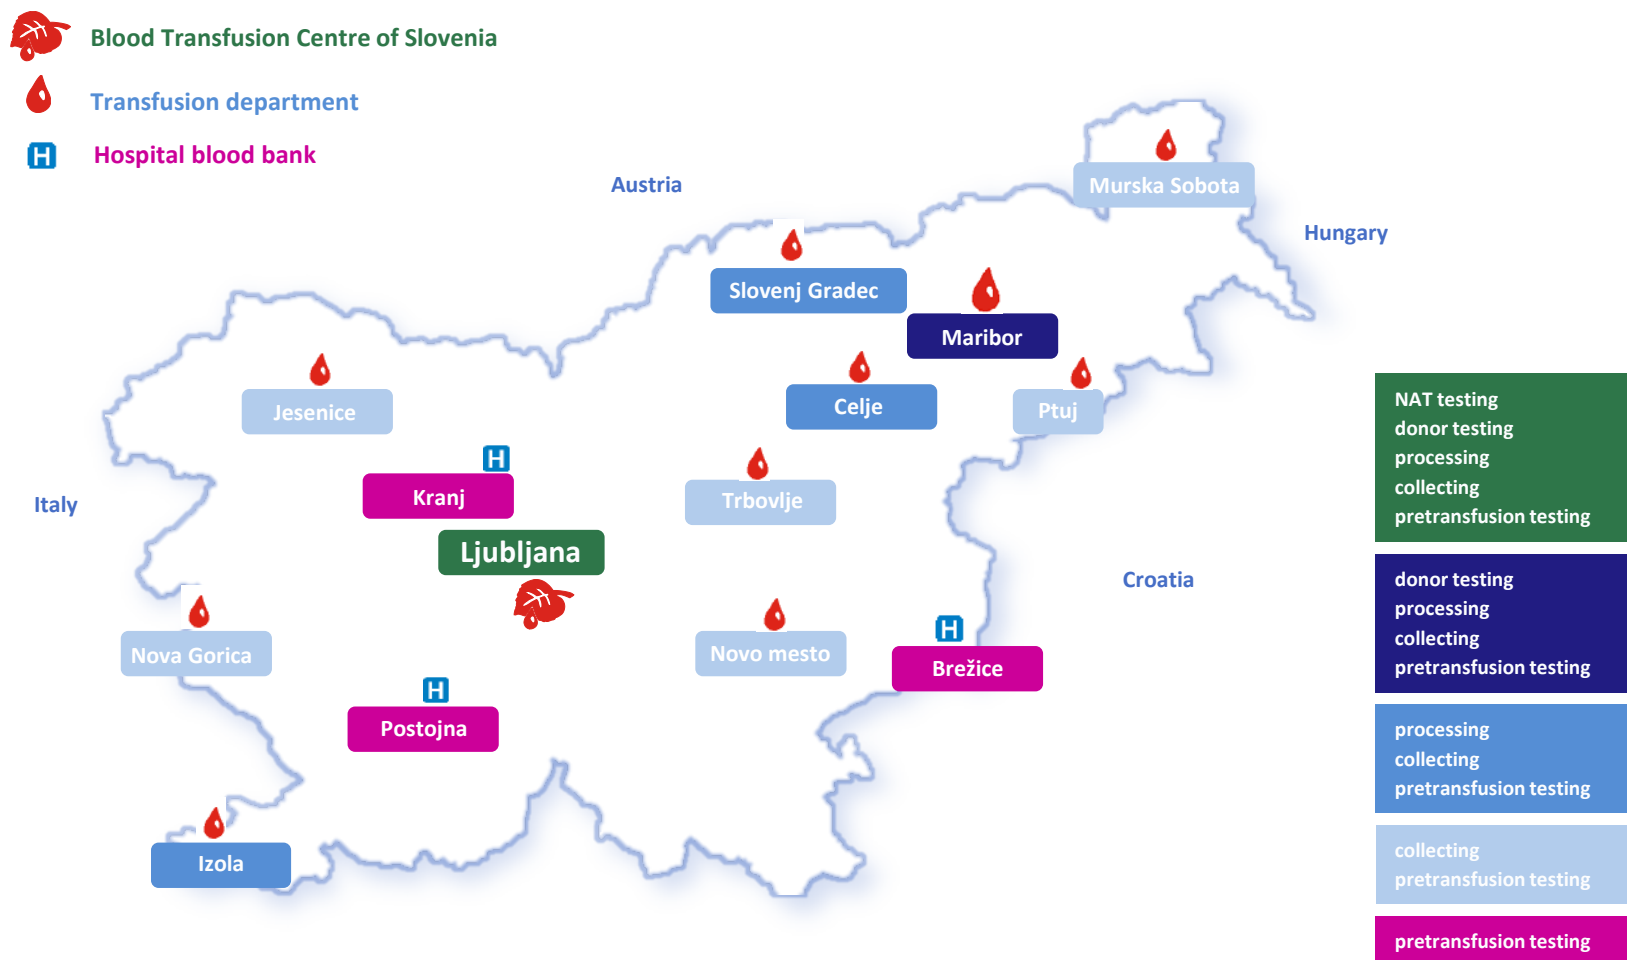 Blood Transfusion Centre of Slovenia
Transfusion department
H Hospital blood bank
Austria
Murska Sobota
Hungary
Slovenj Gradec
Maribor
Jesenice
Celje
Ptuj
H
Kranj
Trbovlje
Italy
Ljubljana
Croatia
Nova Gorica
Novo mesto
H
Brežice
H
Postojna
Izola
NAT testing
donor testing
processing
collecting
pretransfusion testing
donor testing
processing
collecting
pretransfusion testing
processing
collecting
pretransfusion testing
collecting
pretransfusion testing
pretransfusion testing